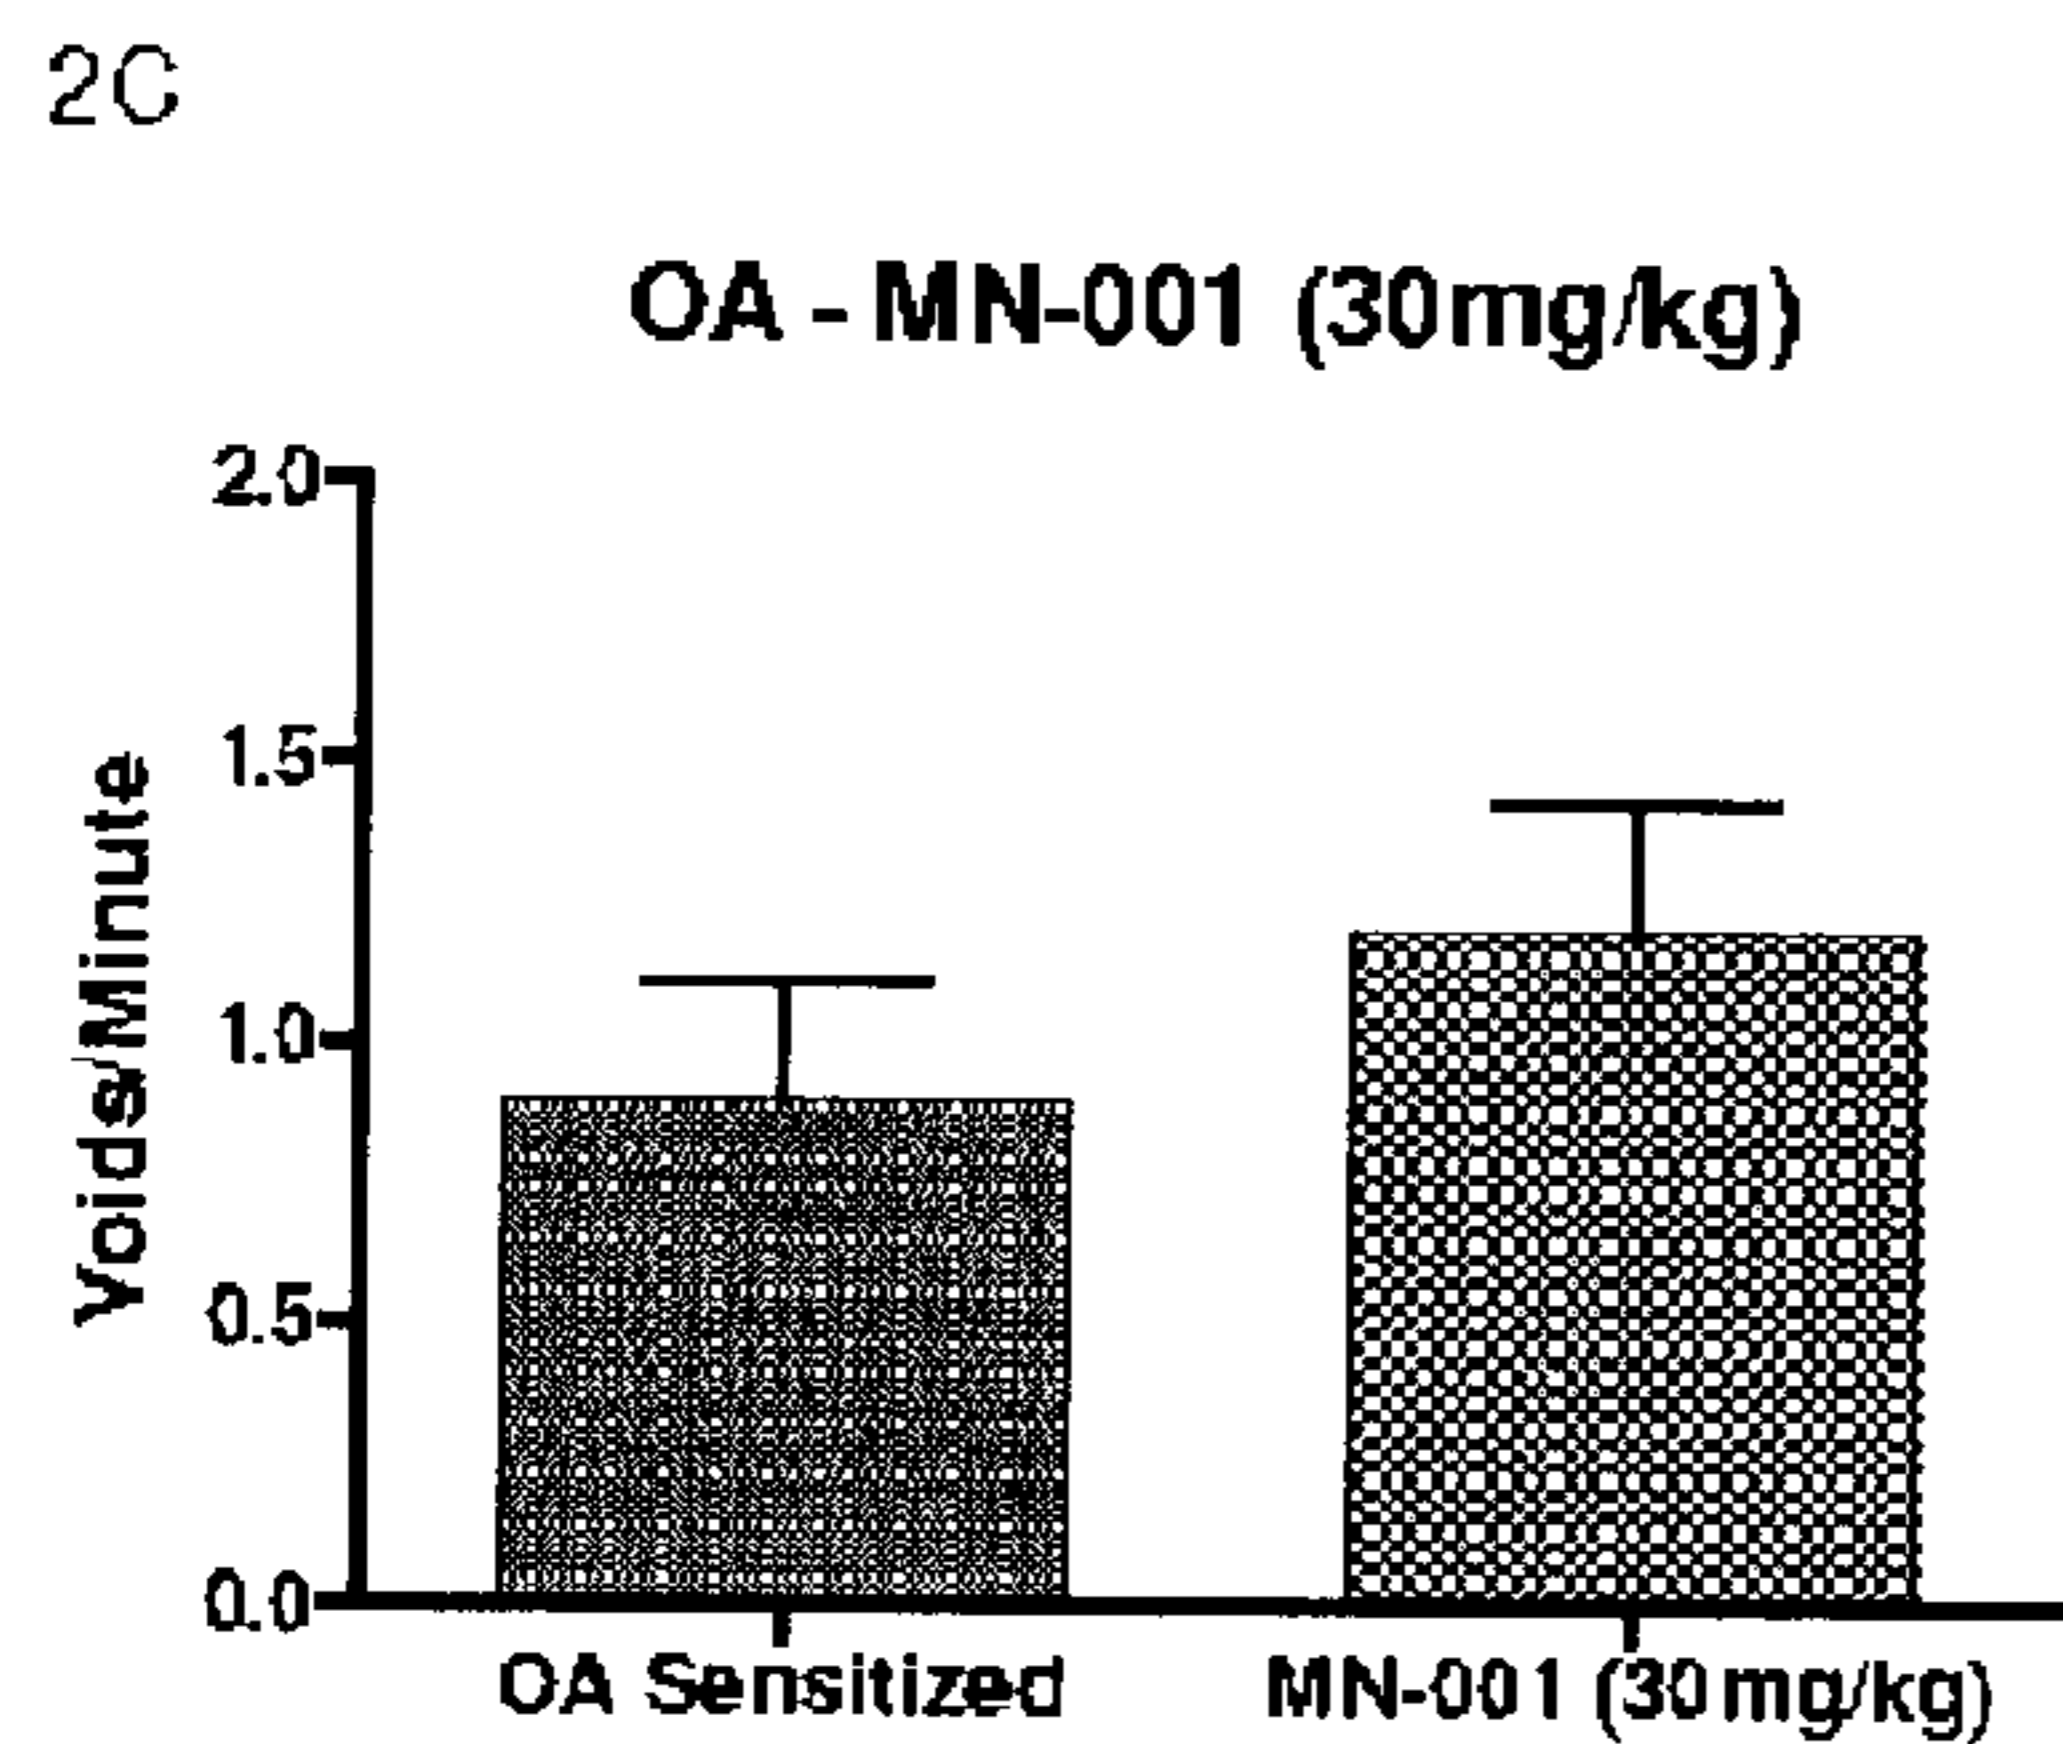 2C
OA - MN-001 (30mg/kg)
2.0
1.5
1.0
0.5
0.0
Voids/Minute
OA Sensitized
MN-001 (30mg/kg)